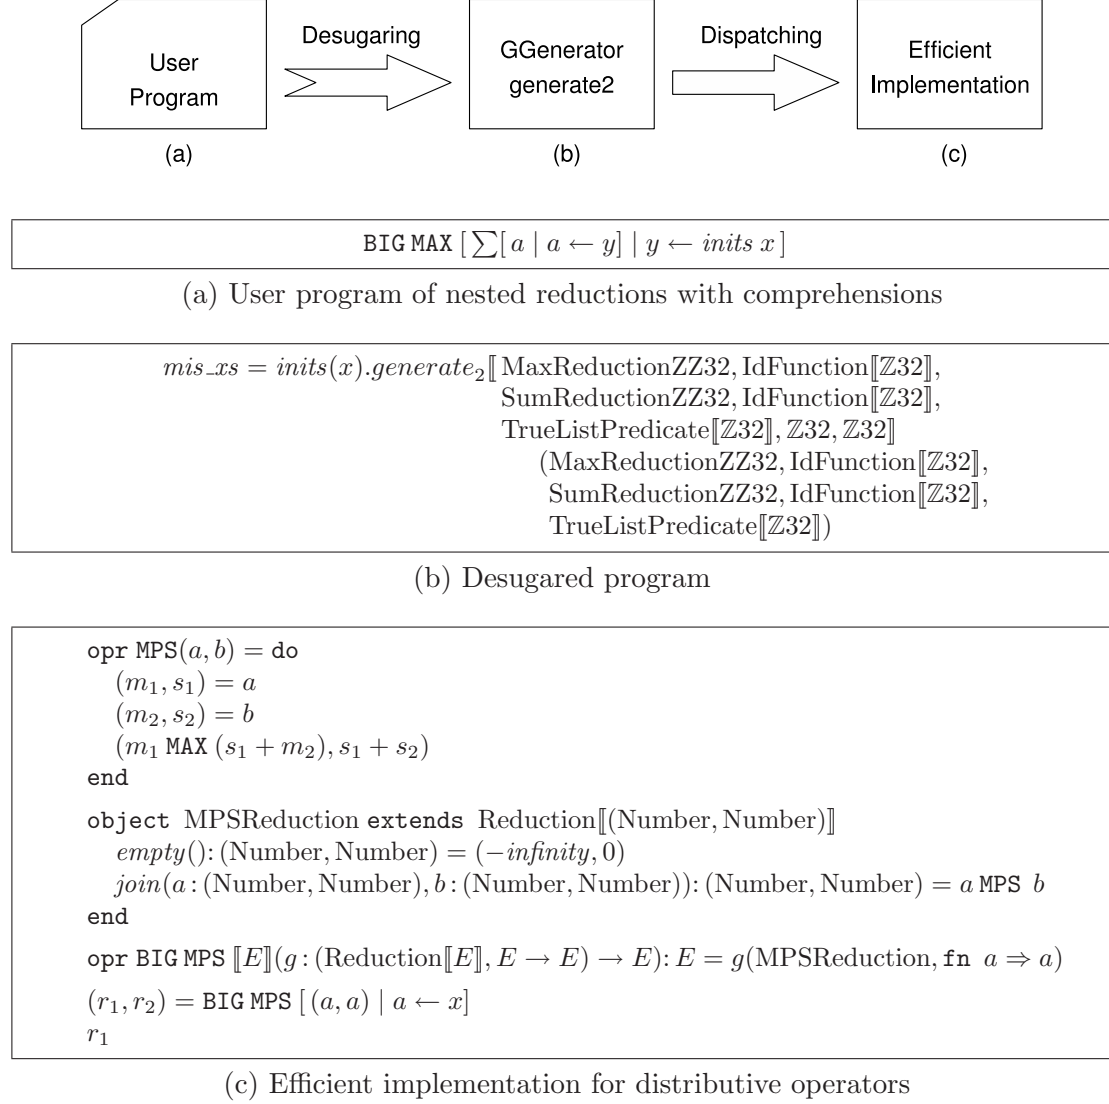 Desugaring
Dispatching
User
Program
GGenerator
generate2
Efficient
Implementation
(a)
(b)
(c)
BIG MAX [ ∑[ a | a ← y] | y ← inits x ]
(a) User program of nested reductions with comprehensions
mis_xs = inits(x).generate₂⟦ MaxReductionZZ32, IdFunction⟦ℤ32⟧,
SumReductionZZ32, IdFunction⟦ℤ32⟧,
TrueListPredicate⟦ℤ32⟧, ℤ32, ℤ32⟧
(MaxReductionZZ32, IdFunction⟦ℤ32⟧,
SumReductionZZ32, IdFunction⟦ℤ32⟧,
TrueListPredicate⟦ℤ32⟧)
(b) Desugared program
opr MPS(a, b) = do
(m₁, s₁) = a
(m₂, s₂) = b
(m₁ MAX (s₁ + m₂), s₁ + s₂)
end
object MPSReduction extends Reduction⟦(Number, Number)⟧
empty(): (Number, Number) = (−infinity, 0)
join(a: (Number, Number), b: (Number, Number)): (Number, Number) = a MPS b
end
opr BIG MPS ⟦E⟧(g: (Reduction⟦E⟧, E → E) → E): E = g(MPSReduction, fn a ⇒ a)
(r₁, r₂) = BIG MPS [ (a, a) | a ← x]
r₁
(c) Efficient implementation for distributive operators